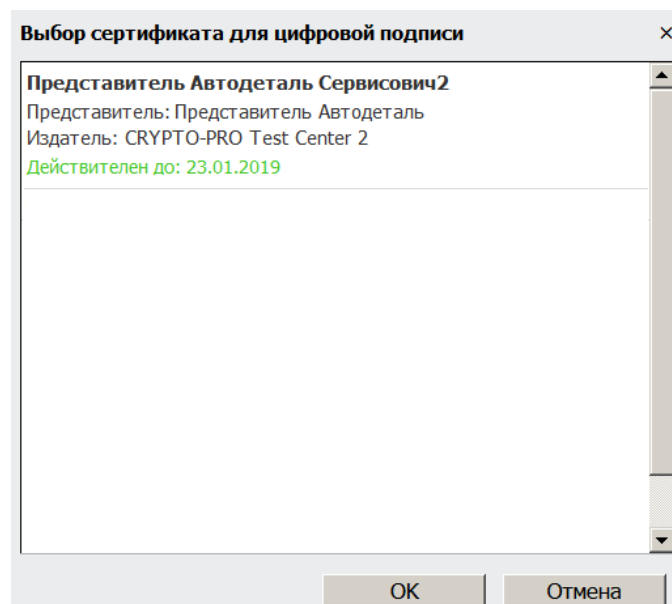 Выбор сертификата для цифровой подписи
Представитель Автодеталь Сервисович2
Представитель: Представитель Автодеталь
Издатель: CRYPTO-PRO Test Center 2
Действителен до: 23.01.2019
OK
Отмена